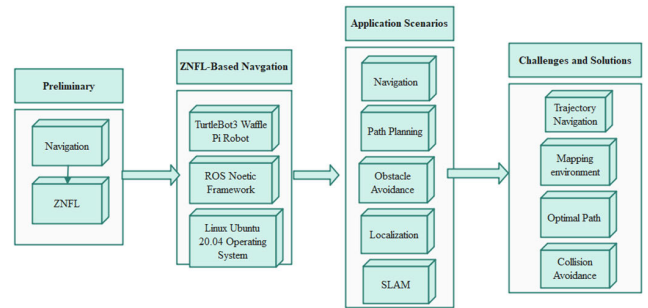 Preliminary
Navigation
ZNFL
ZNFL-Based Navgation
TurtleBot3 Waffle
Pi Robot
ROS Noetic
Framework
Linux Ubuntu
20.04 Operating
System
Application Scenarios
Navigation
Path Planning
Obstacle
Avoidance
Localization
SLAM
Challenges and Solutions
Trajectory
Navigation
Mapping
environment
Optimal Path
Collision
Avoidance